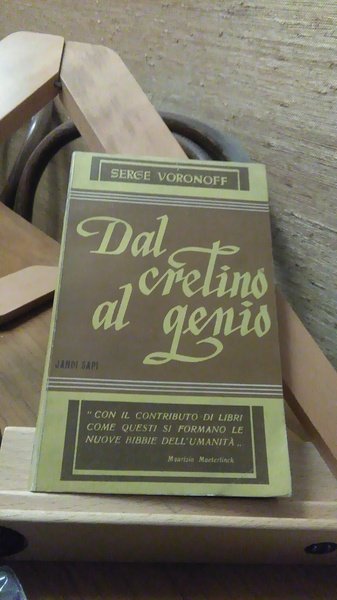 SERGE VORONOFF
Dal
cretino
al genio
JANDI SAPI
"CON IL CONTRIBUTO DI LIBRI
COME QUESTI SI FORMANO LE
NUOVE BIBBIE DELL'UMANITÀ„
Maurizio Maeterlinck